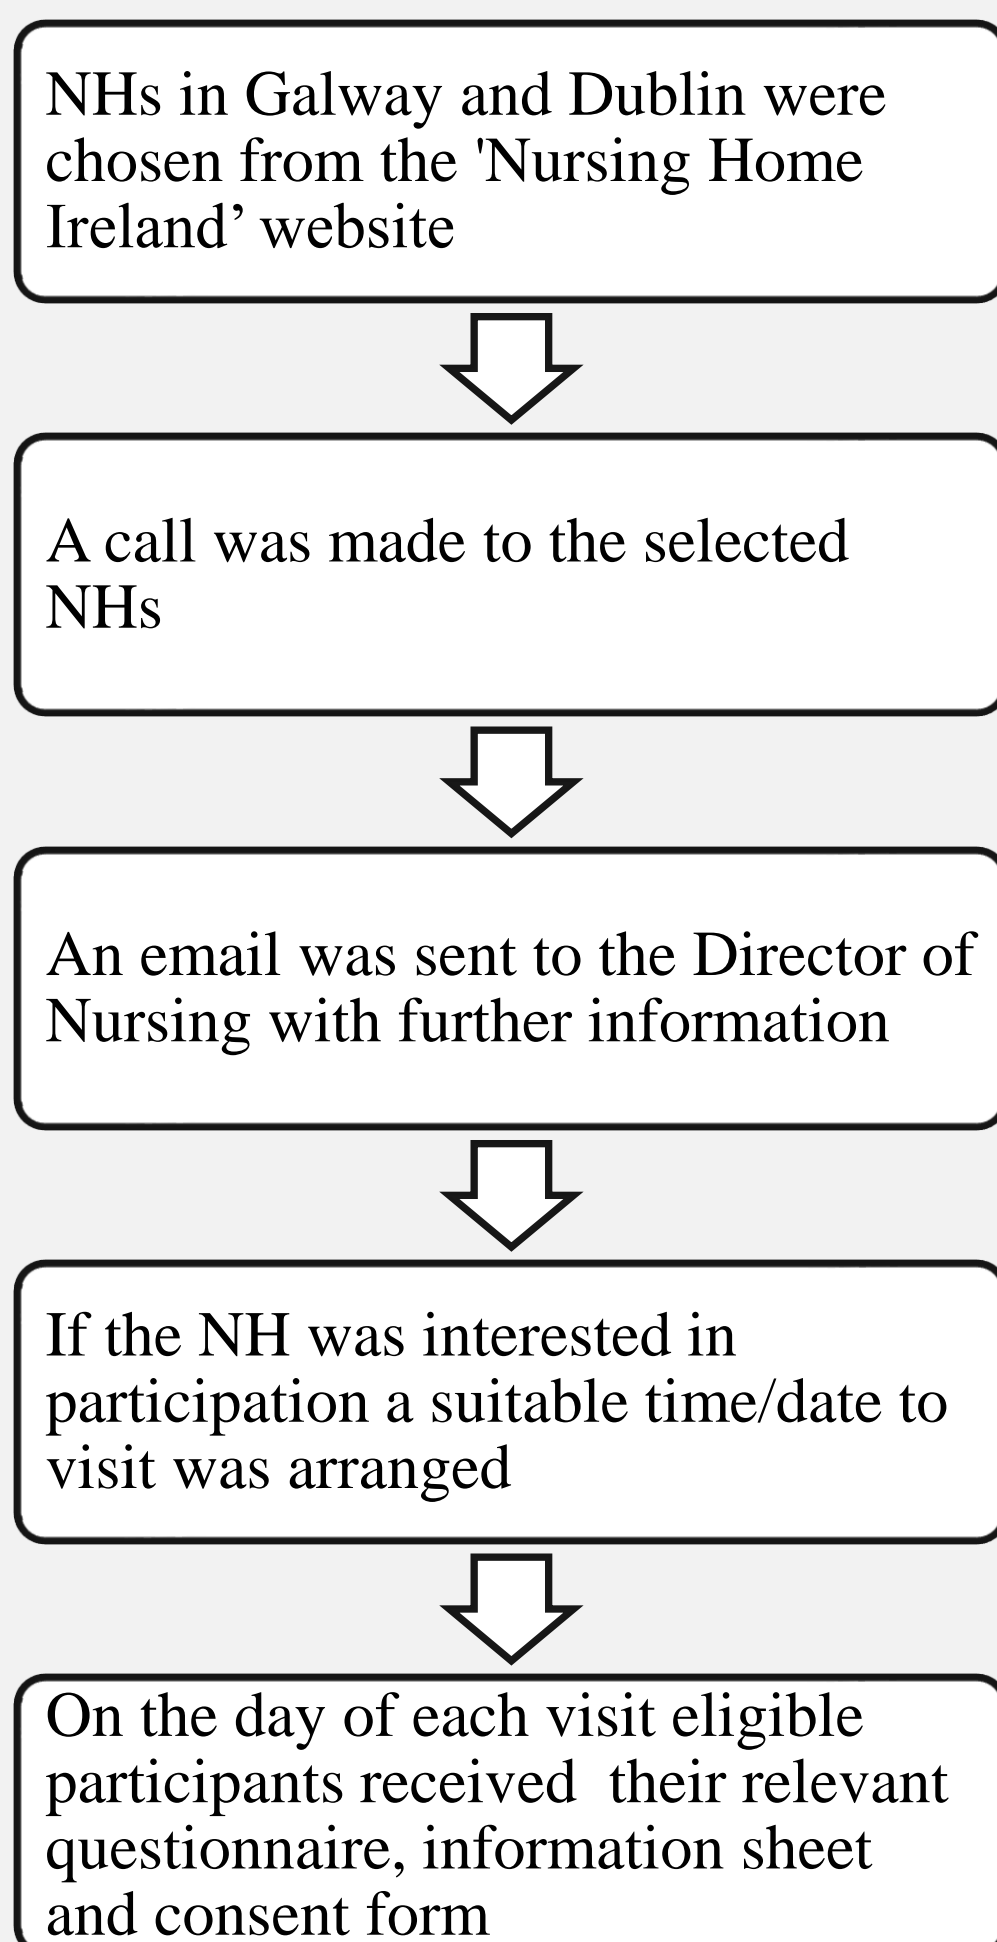 NHs in Galway and Dublin were
chosen from the 'Nursing Home
Ireland’ website
A call was made to the selected
NHs
An email was sent to the Director of
Nursing with further information
If the NH was interested in
participation a suitable time/date to
visit was arranged
On the day of each visit eligible
participants received  their relevant
questionnaire, information sheet
and consent form